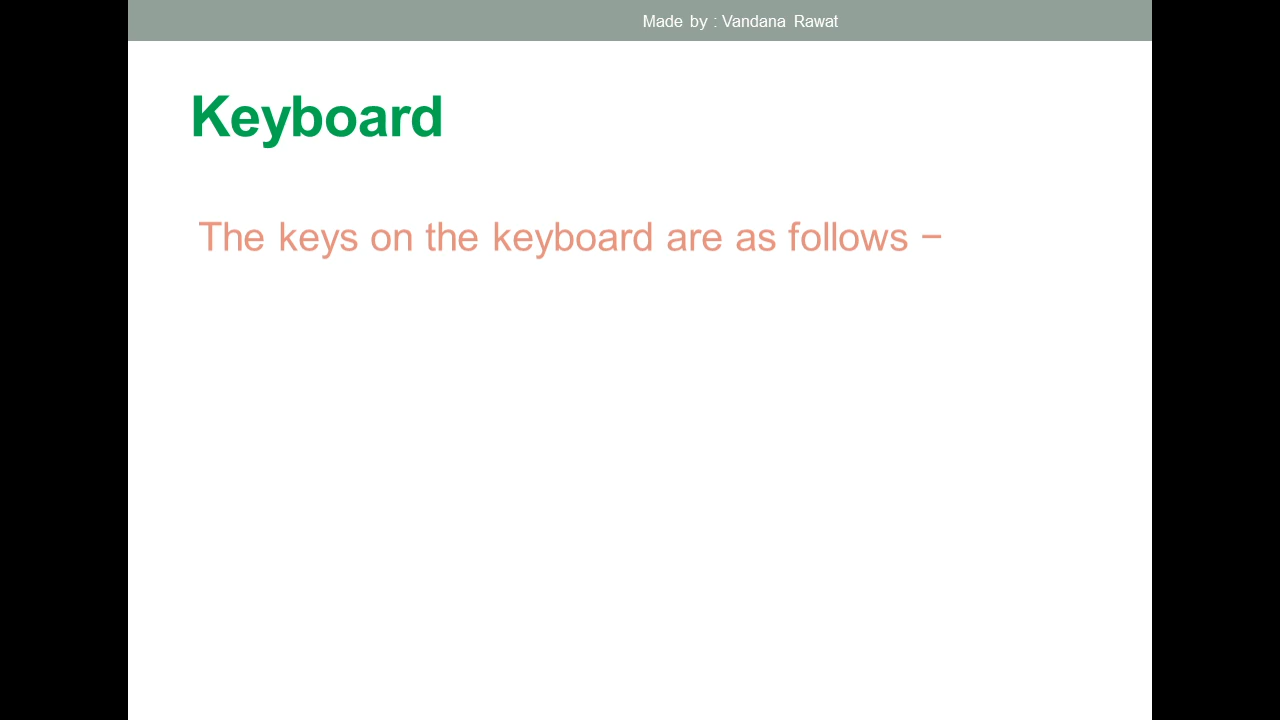 Made by : Vandana Rawat
Keyboard
The keys on the keyboard are as follows −